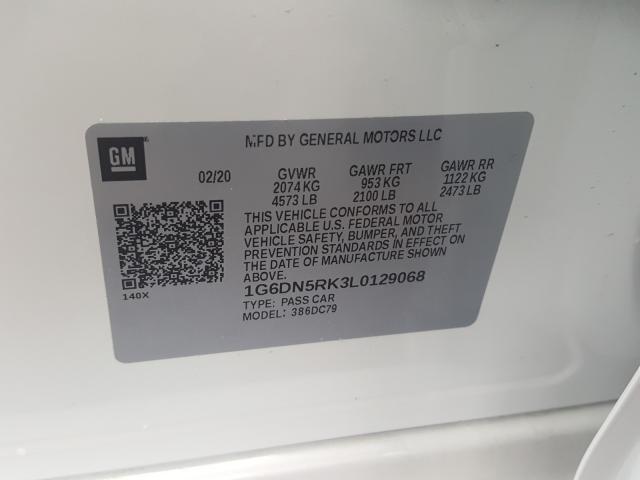 GM
MFD BY GENERAL MOTORS LLC
02/20 GVWR GAWR FRT GAWR RR
2074 KG 953 KG 1122 KG
4573 LB 2100 LB 2473 LB
THIS VEHICLE CONFORMS TO ALL
APPLICABLE U.S. FEDERAL MOTOR
VEHICLE SAFETY, BUMPER, AND THEFT
PREVENTION STANDARDS IN EFFECT ON
THE DATE OF MANUFACTURE SHOWN
ABOVE.
140X
1G6DN5RK3L0129068
TYPE: PASS CAR
MODEL: 386DC79